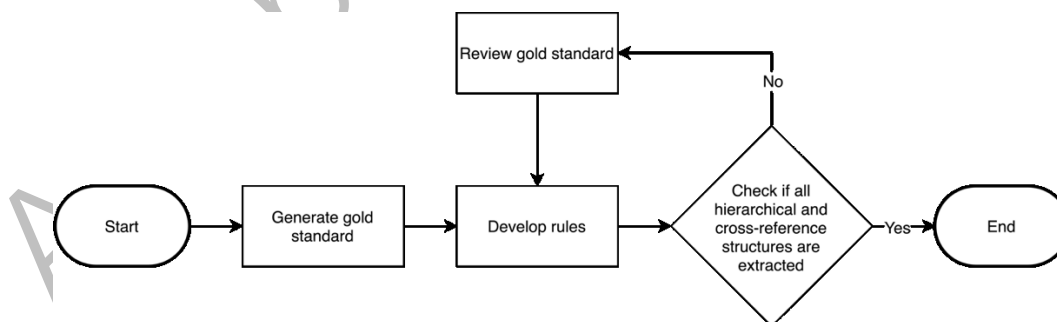 Review gold standard
No
Start
Generate gold
standard
Develop rules
Check if all
hierarchical and
cross-reference
structures are
extracted
Yes
End